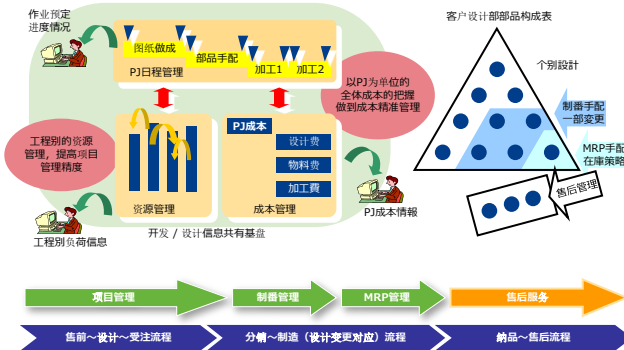 作业预定
进度情况
图纸做成
部品手配
加工1
加工2
PJ日程管理
以PJ为单位的
全体成本的把握
做到成本精准管理
工程别的资源
管理，提高项目
管理精度
资源管理
PJ成本
设计费
物料费
加工費
成本管理
工程別负荷信息
PJ成本情报
开发 / 设计信息共有基盘
客户设计部部品构成表
个别設計
制番手配
一部变更
MRP手配
在庫策略
售后管理
项目管理
制番管理
MRP管理
售后服务
售前～设计～受注流程
分销～制造（设计变更对应）流程
纳品～售后流程